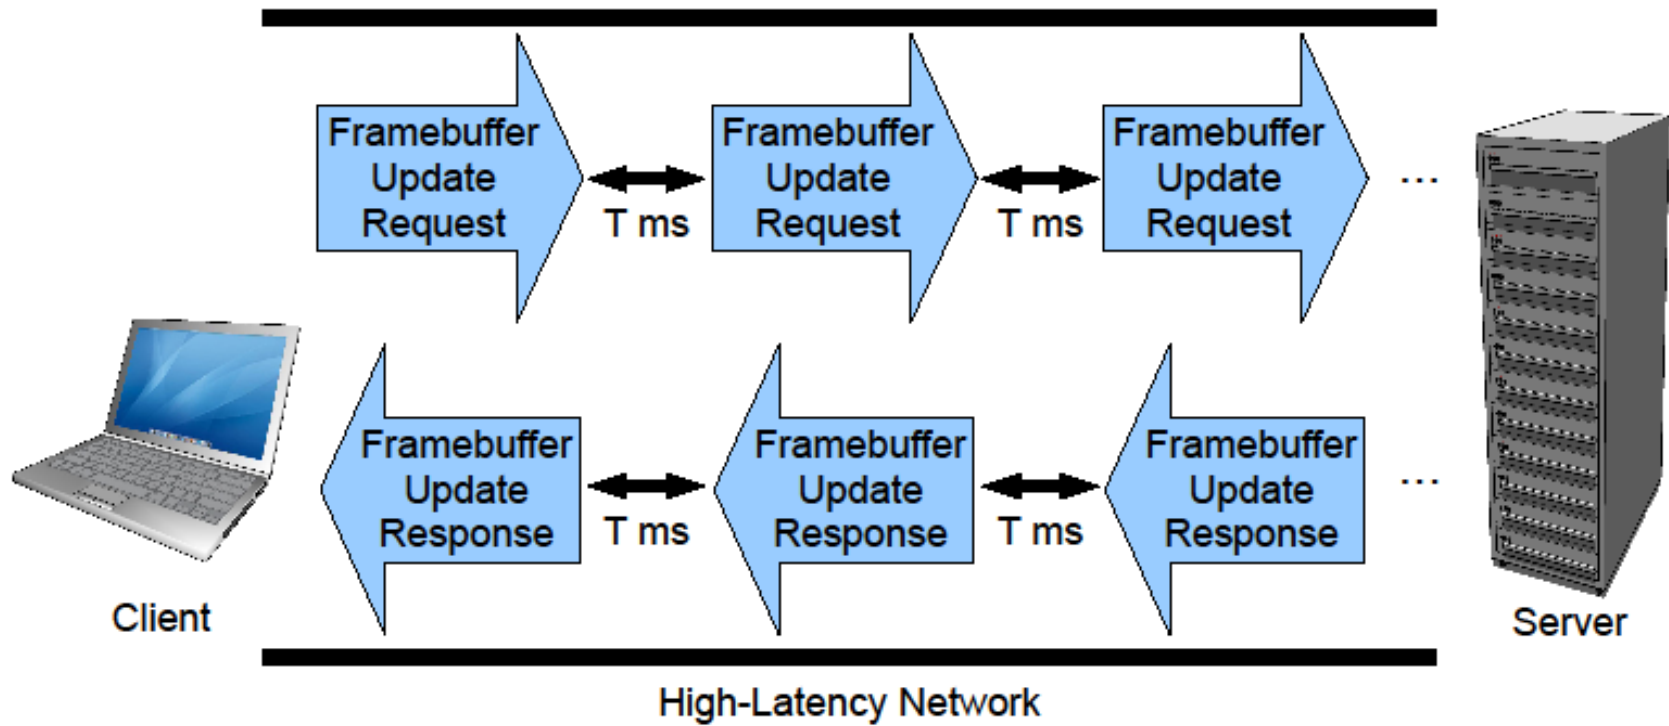 Framebuffer
Update
Request
T ms
Framebuffer
Update
Request
T ms
Framebuffer
Update
Request
...
Framebuffer
Update
Response
T ms
Framebuffer
Update
Response
T ms
Framebuffer
Update
Response
...
Client
Server
High-Latency Network